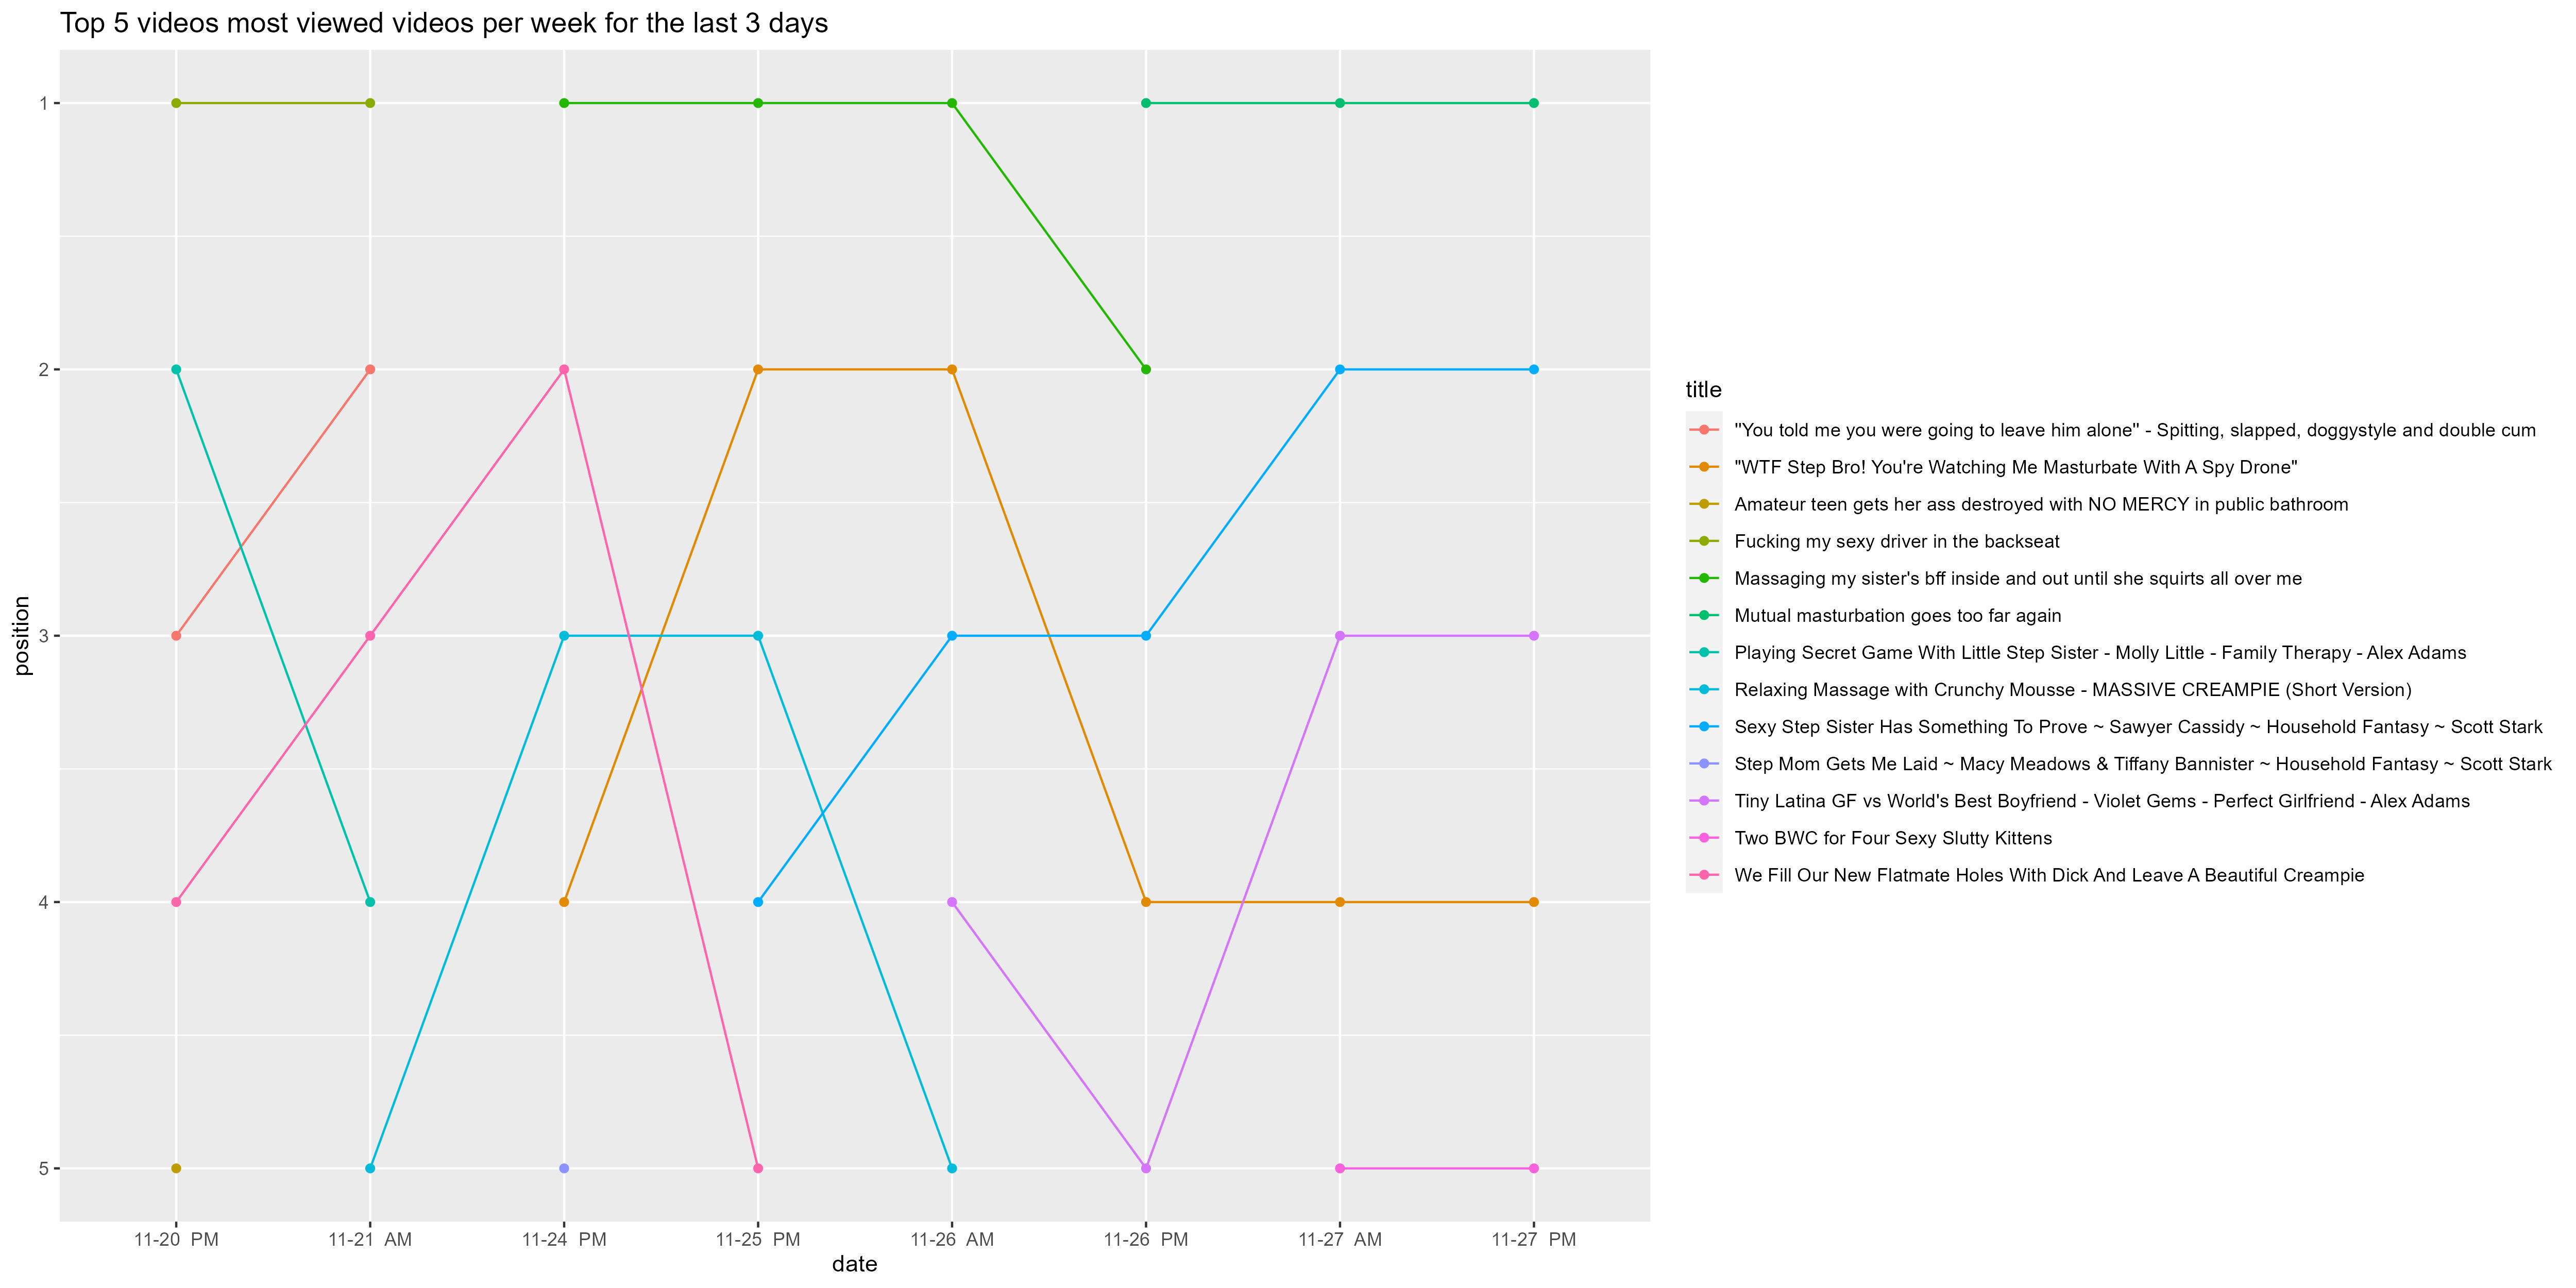 Top 5 videos most viewed videos per week for the last 3 days
position
1
2
3
4
5
11-20 PM
11-21 AM
11-24 PM
11-25 PM
11-26 AM
11-26 PM
11-27 AM
11-27 PM
date
title
"You told me you were going to leave him alone" - Spitting, slapped, doggystyle and double cum
"WTF Step Bro! You're Watching Me Masturbate With A Spy Drone"
Amateur teen gets her ass destroyed with NO MERCY in public bathroom
Fucking my sexy driver in the backseat
Massaging my sister's bff inside and out until she squirts all over me
Mutual masturbation goes too far again
Playing Secret Game With Little Step Sister - Molly Little - Family Therapy - Alex Adams
Relaxing Massage with Crunchy Mousse - MASSIVE CREAMPIE (Short Version)
Sexy Step Sister Has Something To Prove ~ Sawyer Cassidy ~ Household Fantasy ~ Scott Stark
Step Mom Gets Me Laid ~ Macy Meadows & Tiffany Bannister ~ Household Fantasy ~ Scott Stark
Tiny Latina GF vs World's Best Boyfriend - Violet Gems - Perfect Girlfriend - Alex Adams
Two BWC for Four Sexy Slutty Kittens
We Fill Our New Flatmate Holes With Dick And Leave A Beautiful Creampie